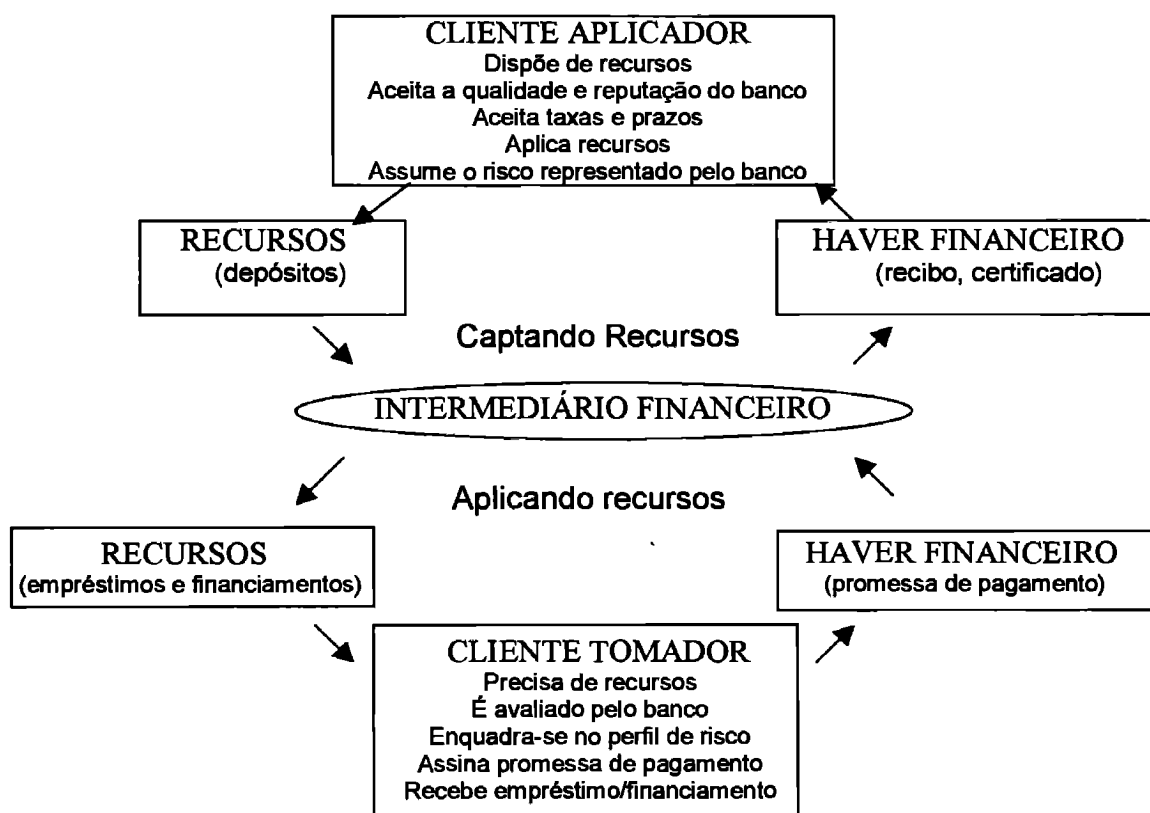 CLIENTE APLICADOR
Dispõe de recursos
Aceita a qualidade e reputação do banco
Aceita taxas e prazos
Aplica recursos
Assume o risco representado pelo banco
RECURSOS
(depósitos)
HAVER FINANCEIRO
(recibo, certificado)
Captando Recursos
INTERMEDIÁRIO FINANCEIRO
Aplicando recursos
RECURSOS
(empréstimos e financiamentos)
HAVER FINANCEIRO
(promessa de pagamento)
CLIENTE TOMADOR
Precisa de recursos
É avaliado pelo banco
Enquadra-se no perfil de risco
Assina promessa de pagamento
Recebe empréstimo/financiamento